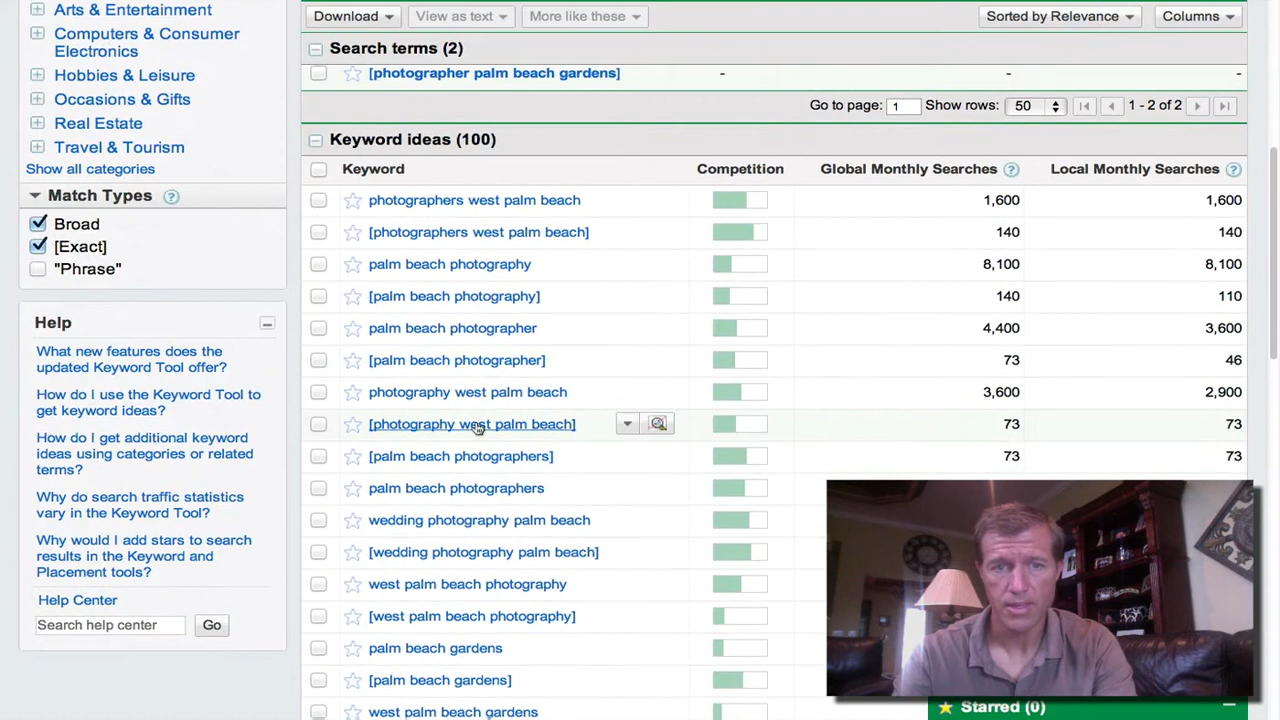 Arts & Entertainment
Computers & Consumer
Electronics
Hobbies & Leisure
Occasions & Gifts
Real Estate
Travel & Tourism
Show all categories
Match Types ?
Broad
[Exact]
"Phrase"
Help
What new features does the
updated Keyword Tool offer?
How do I use the Keyword Tool to
get keyword ideas?
How do I get additional keyword
ideas using categories or related
terms?
Why do search traffic statistics
vary in the Keyword Tool?
Why would I add stars to search
results in the Keyword and
Placement tools?
Help Center
Search help center Go
Download View as text More like these Sorted by Relevance Columns
Search terms (2)
[photographer palm beach gardens] - - -
Go to page: 1 Show rows: 50 1 - 2 of 2
Keyword ideas (100)
Keyword Competition Global Monthly Searches ? Local Monthly Searches ?
photographers west palm beach 1,600 1,600
[photographers west palm beach] 140 140
palm beach photography 8,100 8,100
[palm beach photography] 140 110
palm beach photographer 4,400 3,600
[palm beach photographer] 73 46
photography west palm beach 3,600 2,900
[photography west palm beach] 73 73
[palm beach photographers] 73 73
palm beach photographers
wedding photography palm beach
[wedding photography palm beach]
west palm beach photography
[west palm beach photography]
palm beach gardens
[palm beach gardens]
west palm beach gardens
Starred (0)